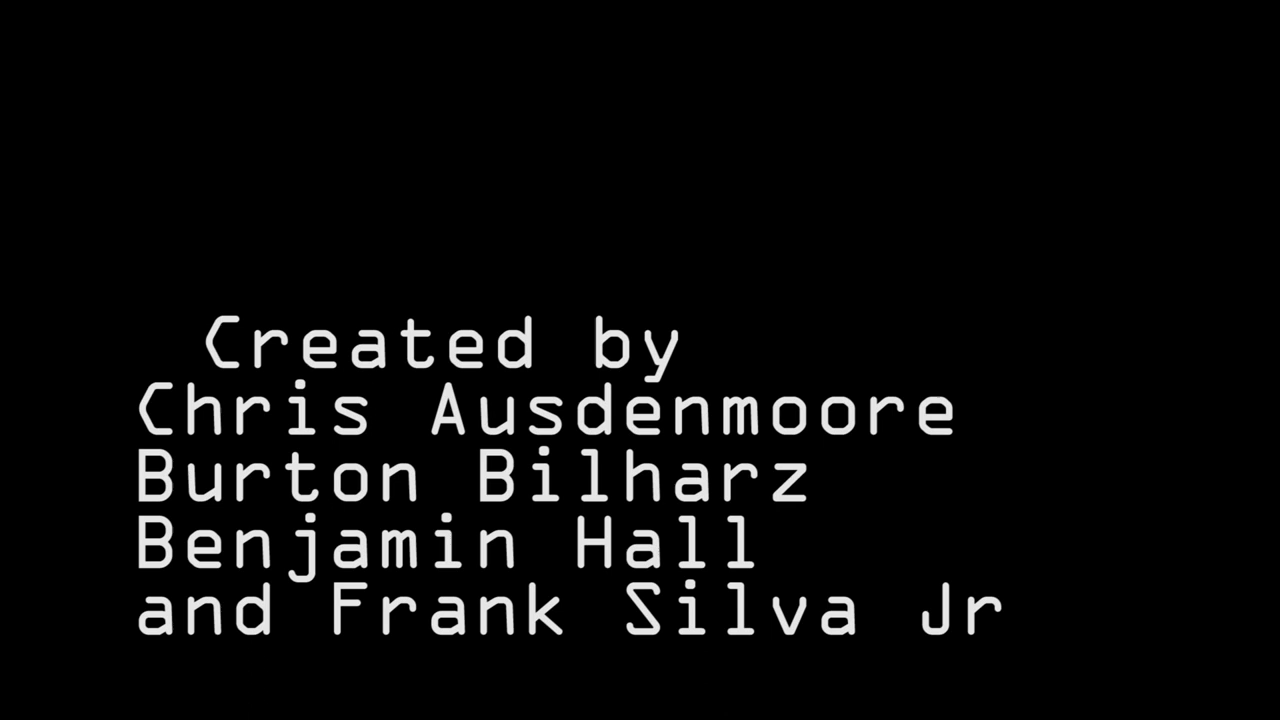 Created by
Chris Ausdenmoore
Burton Bilharz
Benjamin Hall
and Frank Silva Jr